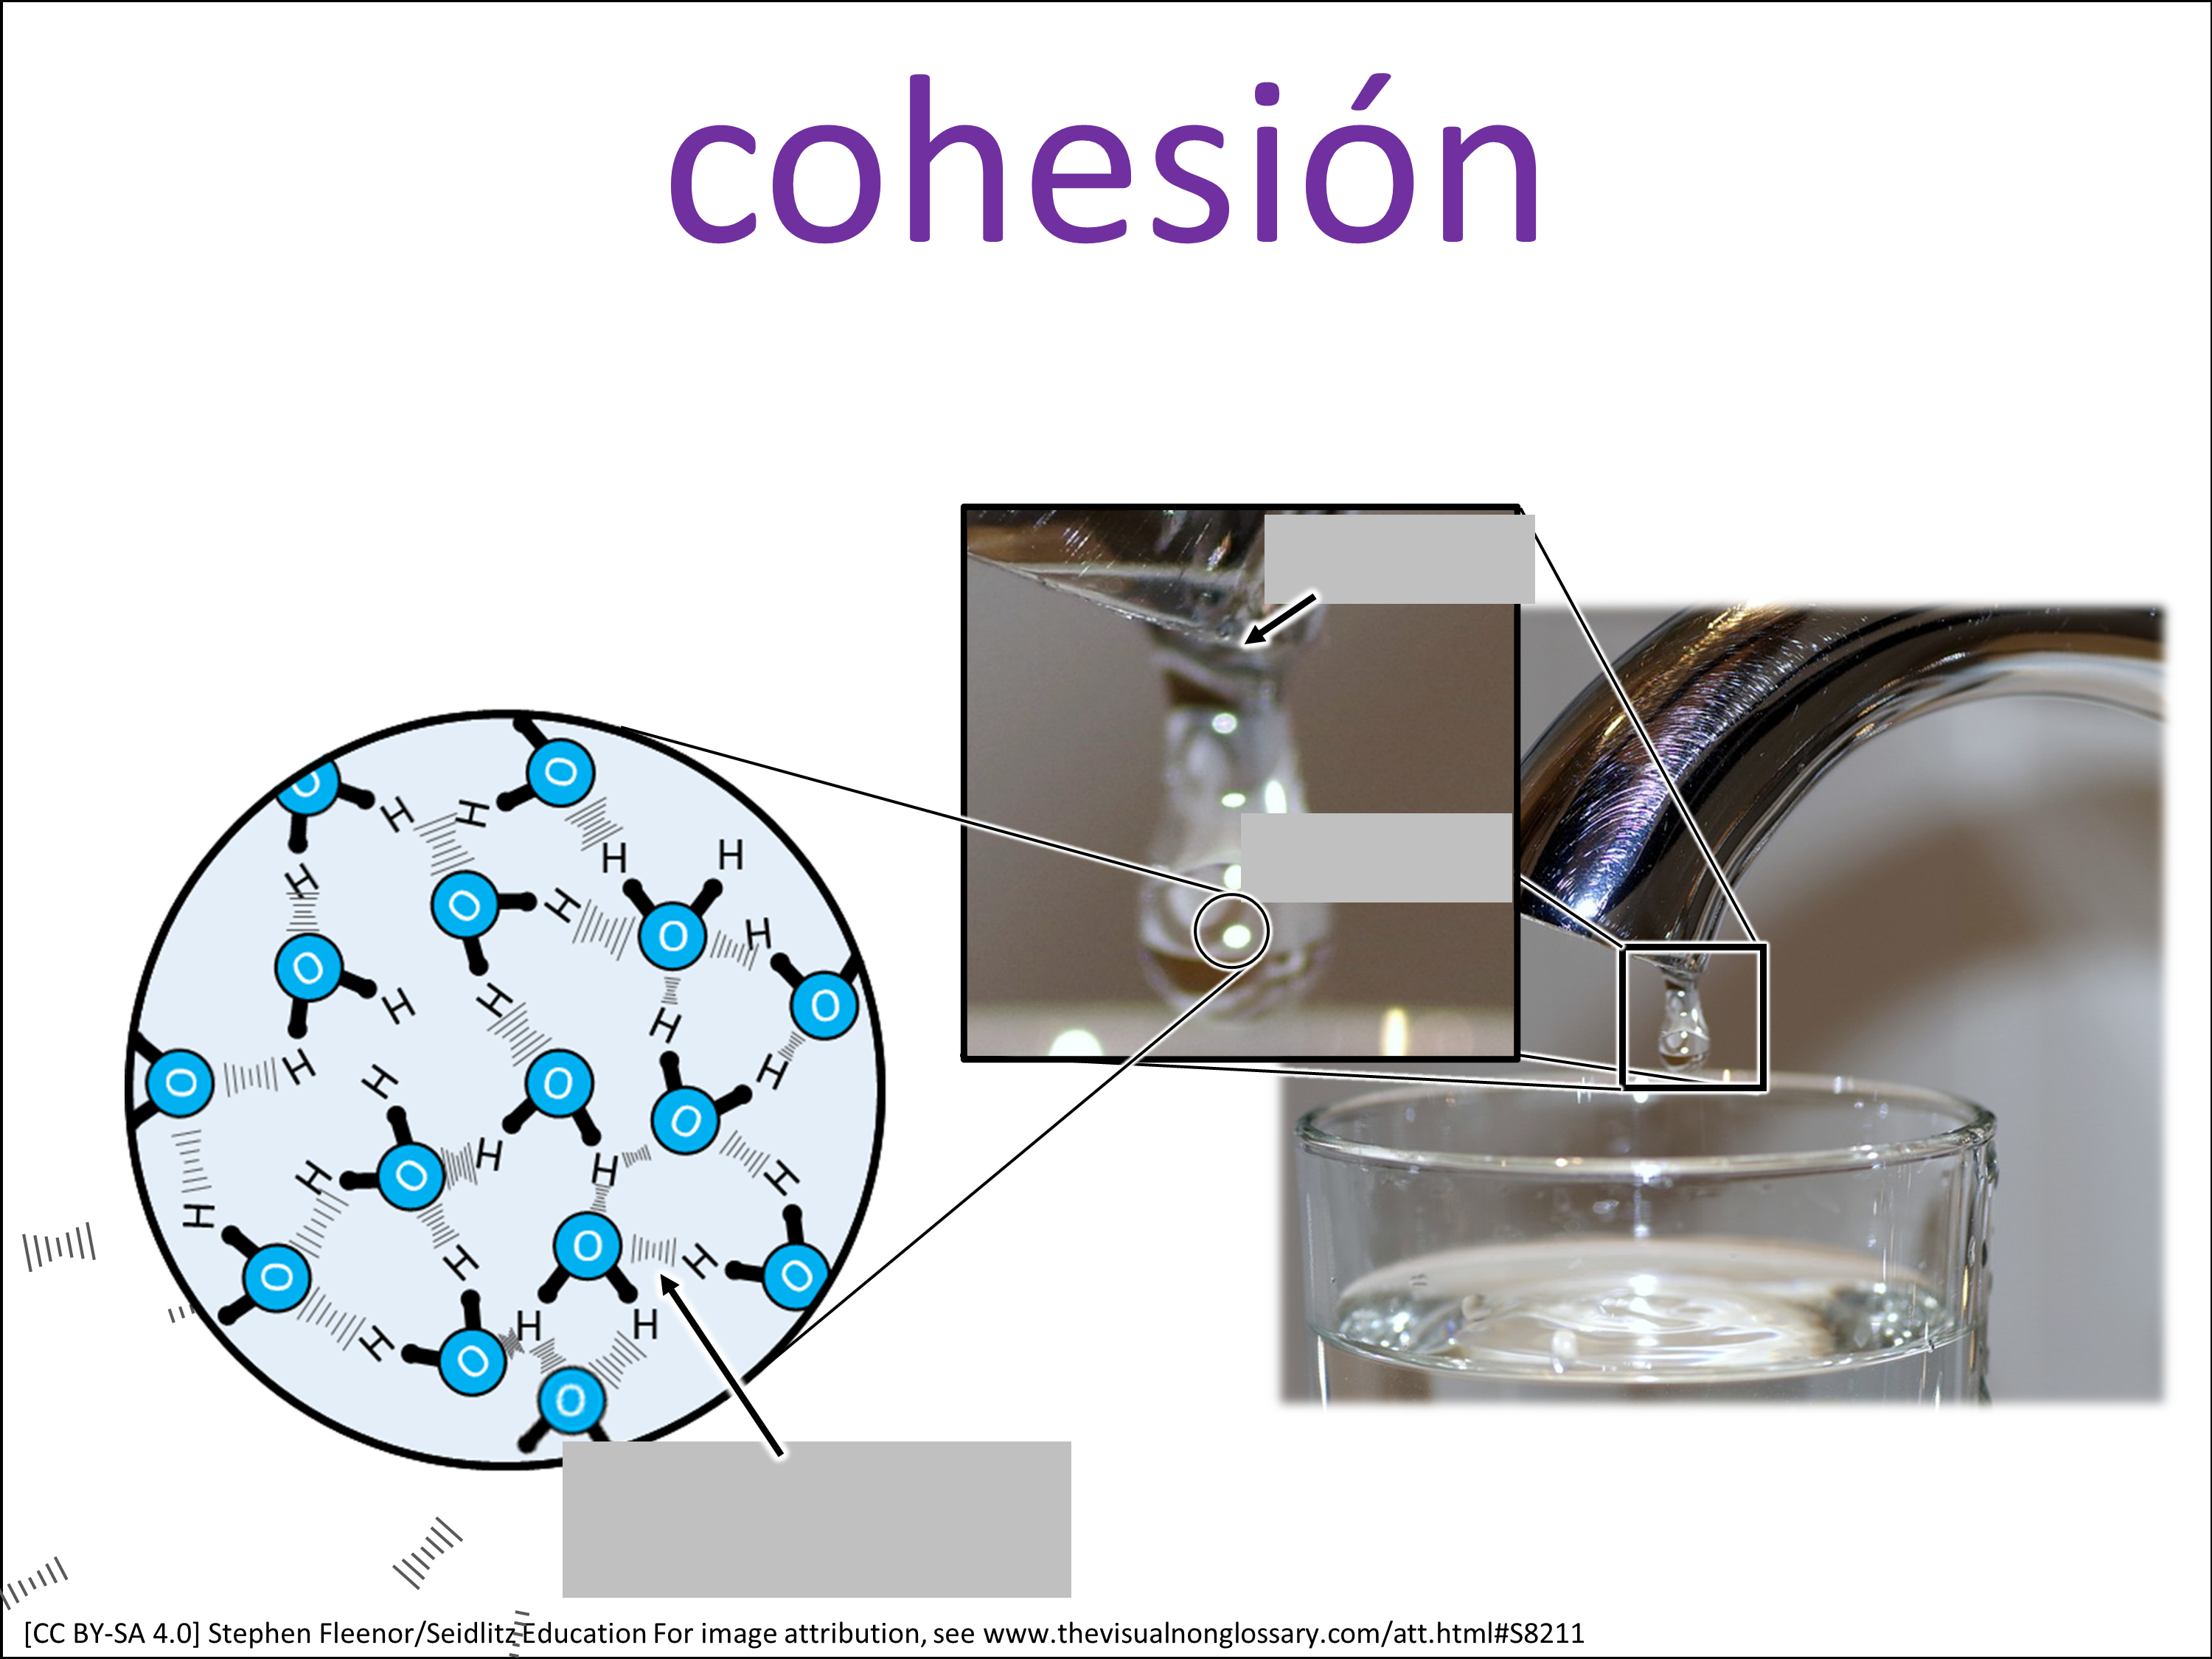 cohesión
H H H H H
H H H
H H
H H
H H
H H H
H H
H H
H H
H H
O O O O O O O O O O O O O O O
[CC BY-SA 4.0] Stephen Fleenor/Seidlitz Education For image attribution, see www.thevisualnonglossary.com/att.html#S8211